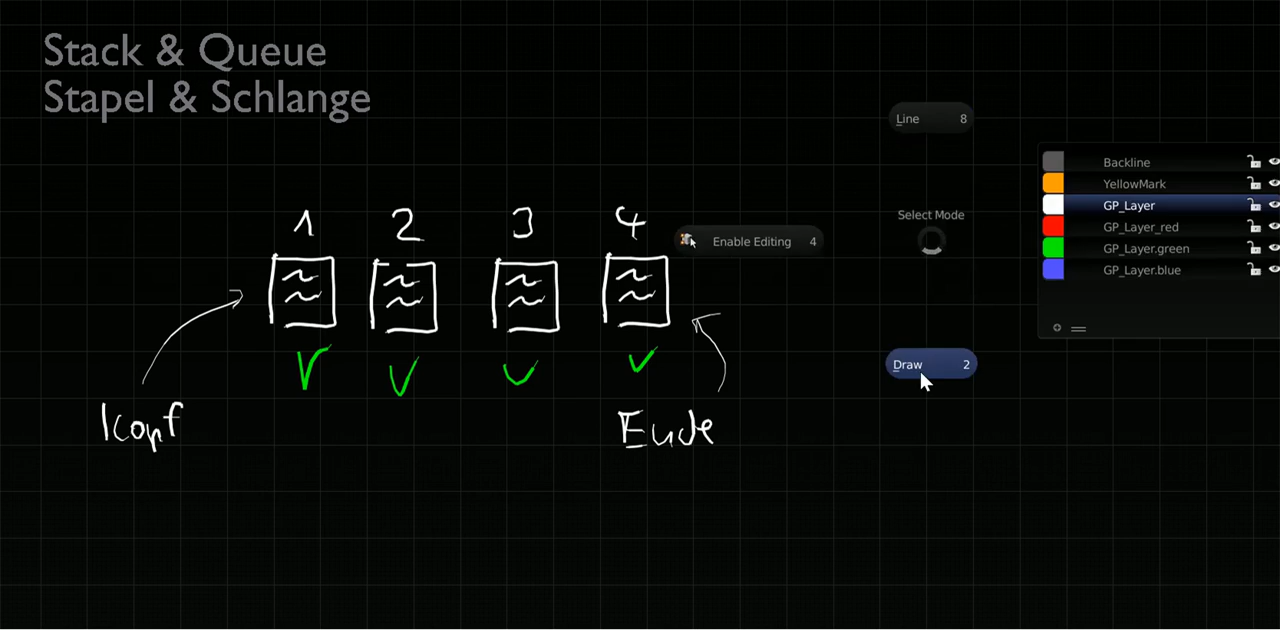 Stack & Queue
Stapel & Schlange
Line 8
Backline
YellowMark
GP_Layer
GP_Layer_red
GP_Layer.green
GP_Layer.blue
Select Mode
1 2 3 4
Enable Editing 4
Draw 2
Kopf
Ende